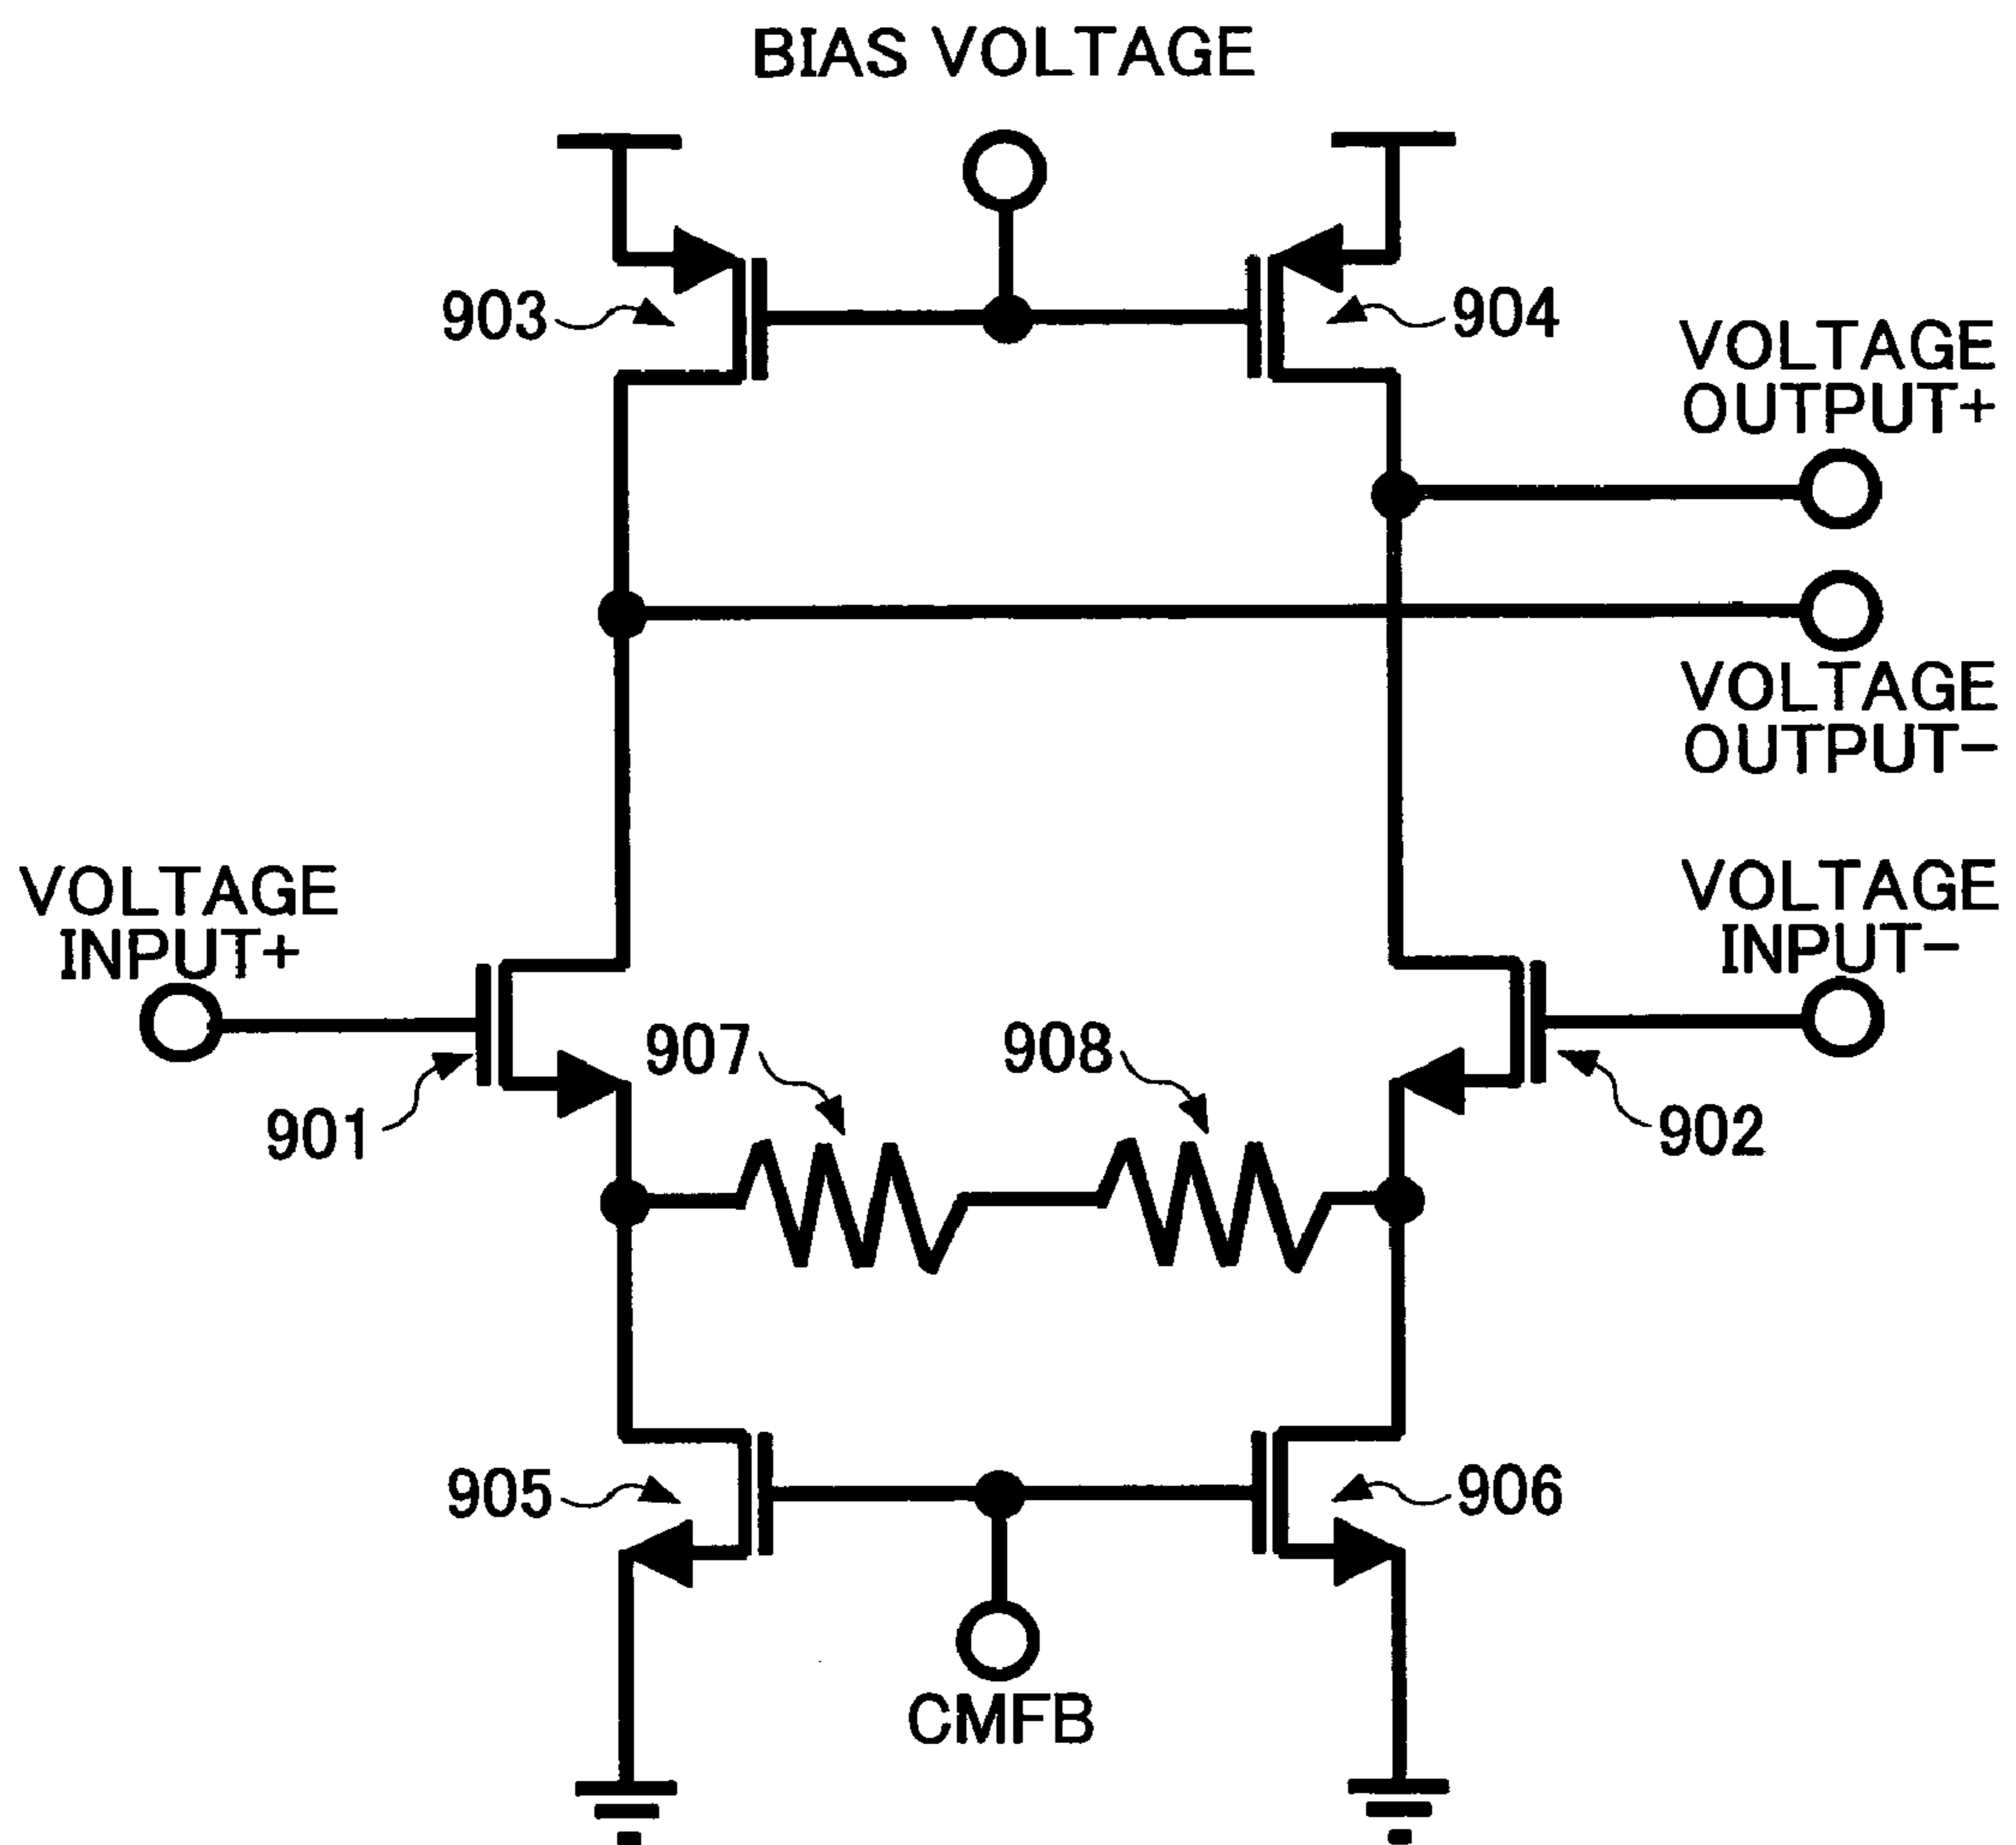 BIAS VOLTAGE
903
904
VOLTAGE
OUTPUT+
VOLTAGE
OUTPUT−
VOLTAGE
INPUT+
VOLTAGE
INPUT−
907
908
901
902
905
906
CMFB